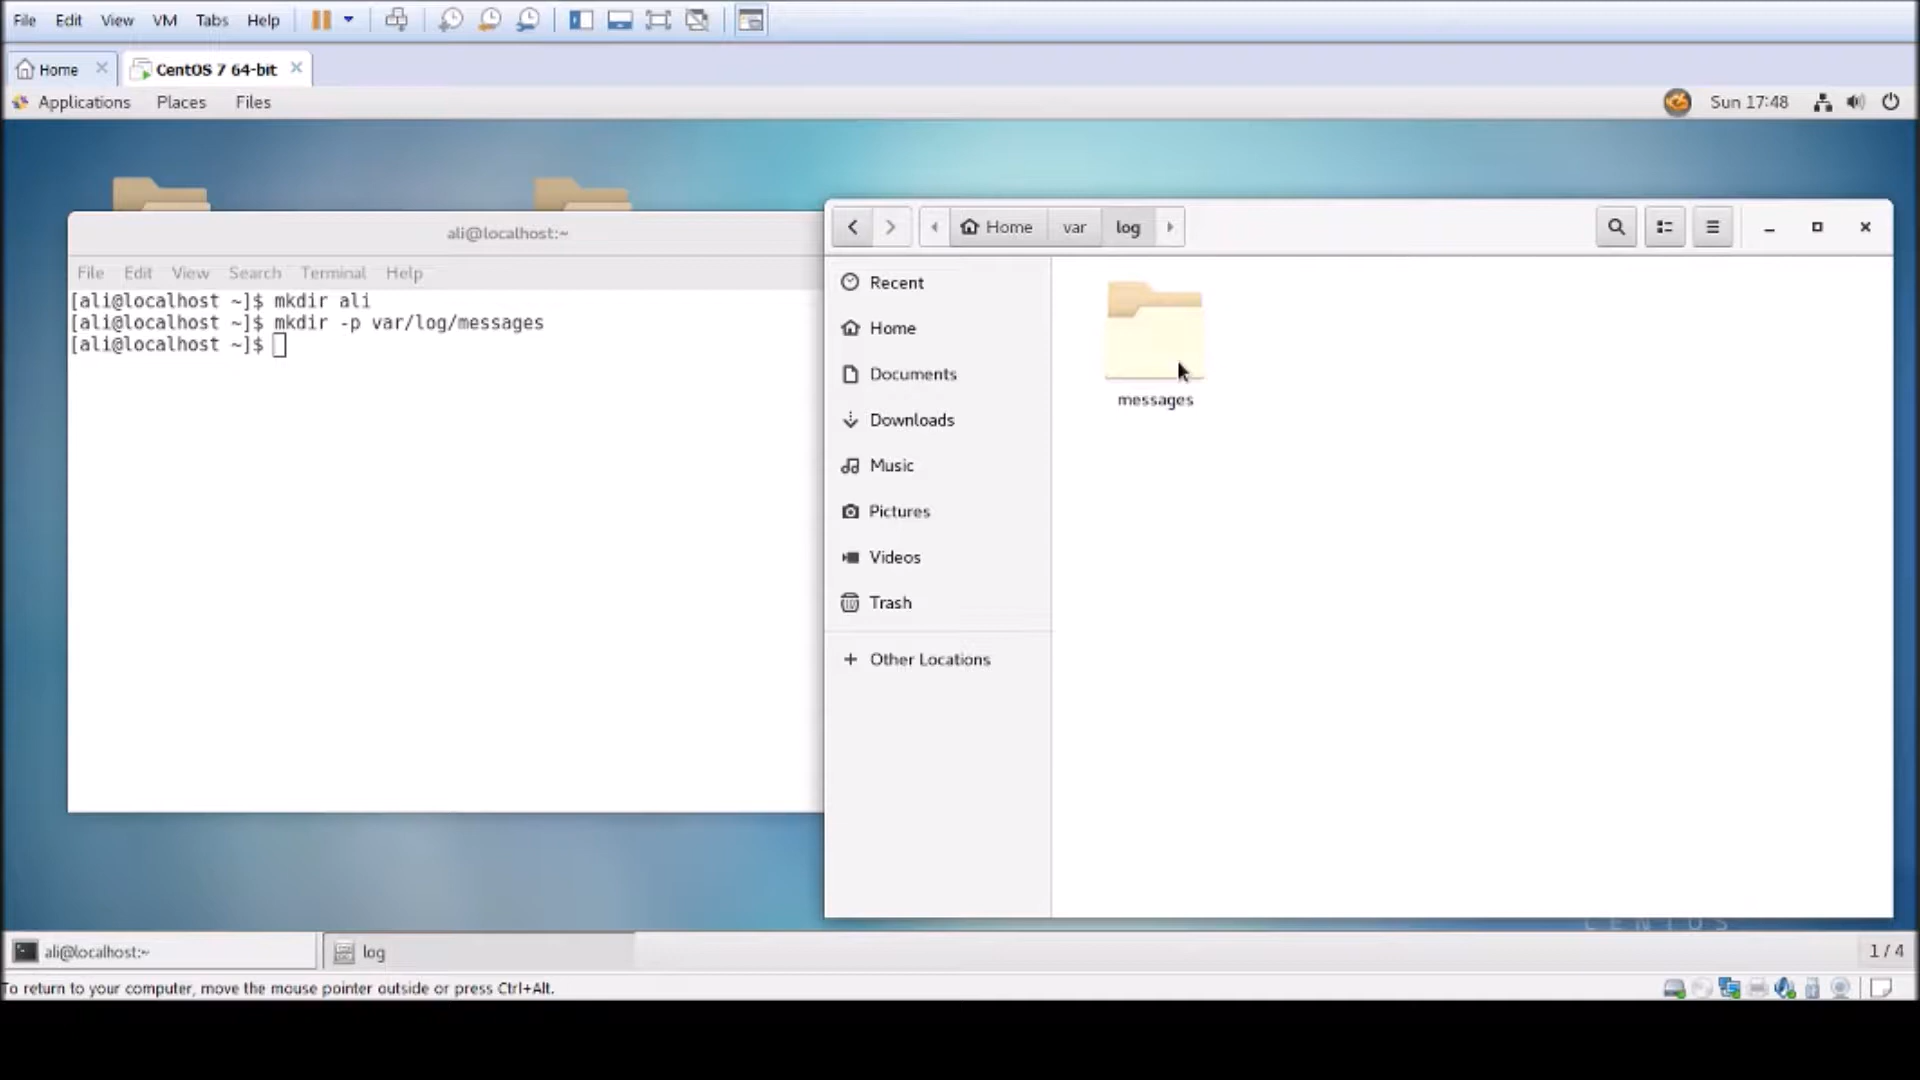 File Edit View VM Tabs Help
Home
CentOS 7 64-bit
Applications Places Files
Sun 17:48
ali@localhost:~
File Edit View Search Terminal Help
[ali@localhost ~]$ mkdir ali
[ali@localhost ~]$ mkdir -p var/log/messages
[ali@localhost ~]$
Home var log
Recent
Home
Documents
Downloads
Music
Pictures
Videos
Trash
+ Other Locations
messages
CENTOS
ali@localhost:~
log
1 / 4
To return to your computer, move the mouse pointer outside or press Ctrl+Alt.